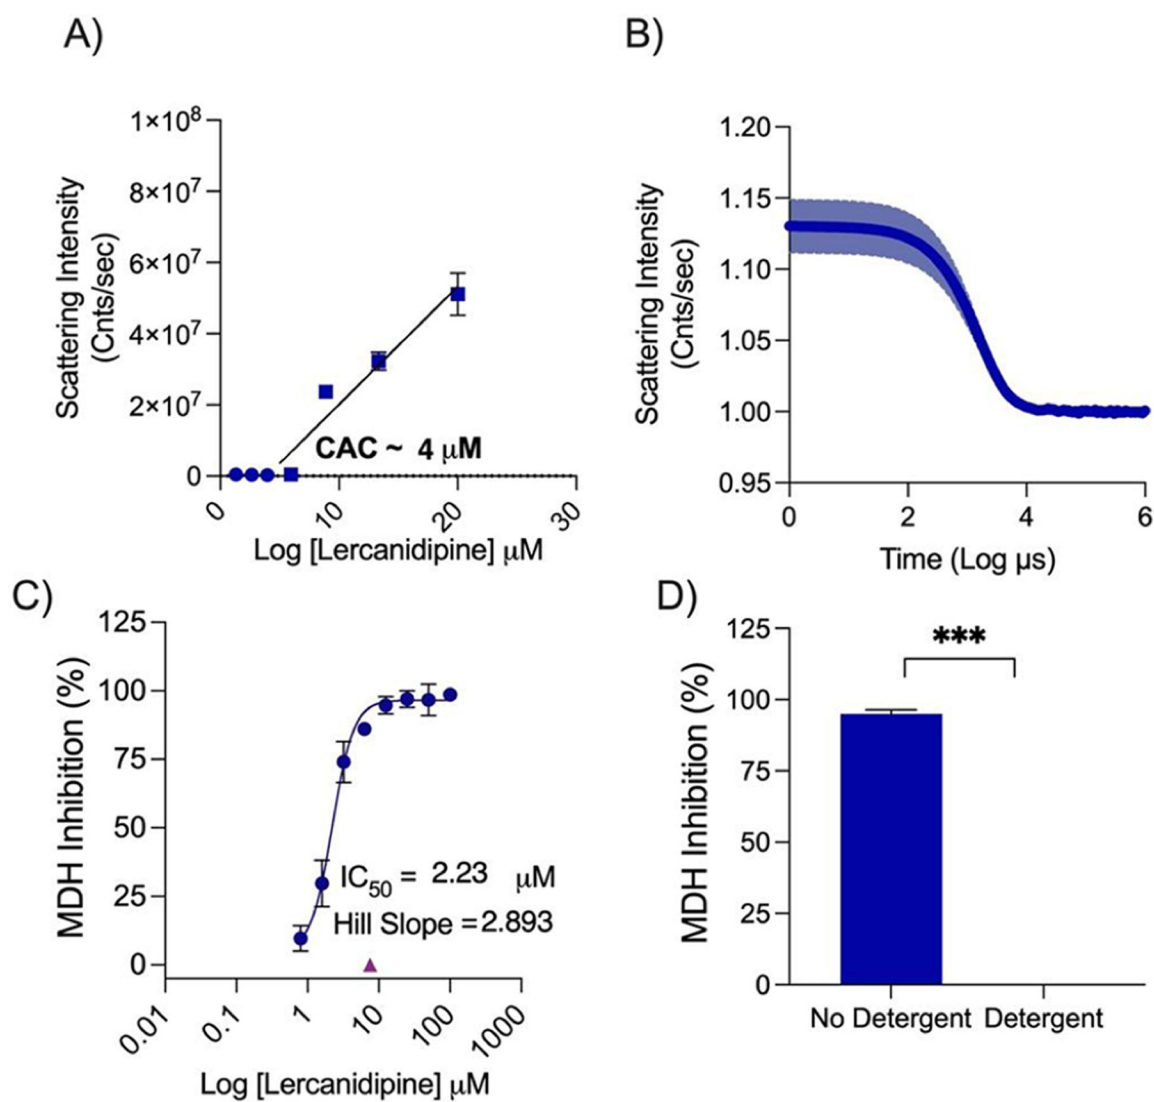 A)
1×10⁸
8×10⁷
6×10⁷
4×10⁷
2×10⁷
0
Scattering Intensity
(Cnts/sec)
CAC ~ 4 μM
0 10 20 30
Log [Lercanidipine] μM
B)
1.20
1.15
1.10
1.05
1.00
0.95
Scattering Intensity
(Cnts/sec)
0 2 4 6
Time (Log μs)
C)
125
100
75
50
25
0
MDH Inhibition (%)
IC₅₀ = 2.23 μM
Hill Slope = 2.893
0.01 0.1 1 10 100 1000
Log [Lercanidipine] μM
D)
125
100
75
50
25
0
MDH Inhibition (%)
***
No Detergent Detergent